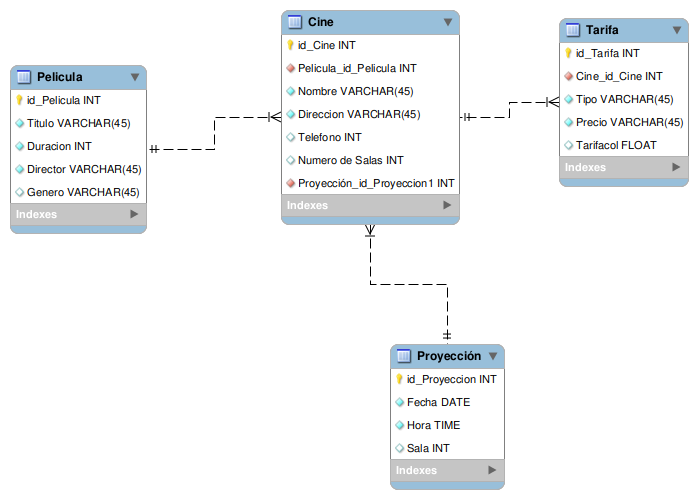 Pelicula
id_Pelicula INT
Titulo VARCHAR(45)
Duracion INT
Director VARCHAR(45)
Genero VARCHAR(45)
Indexes
Cine
id_Cine INT
Pelicula_id_Pelicula INT
Nombre VARCHAR(45)
Direccion VARCHAR(45)
Telefono INT
Numero de Salas INT
Proyección_id_Proyeccion1 INT
Indexes
Tarifa
id_Tarifa INT
Cine_id_Cine INT
Tipo VARCHAR(45)
Precio VARCHAR(45)
Tarifacol FLOAT
Indexes
Proyección
id_Proyeccion INT
Fecha DATE
Hora TIME
Sala INT
Indexes